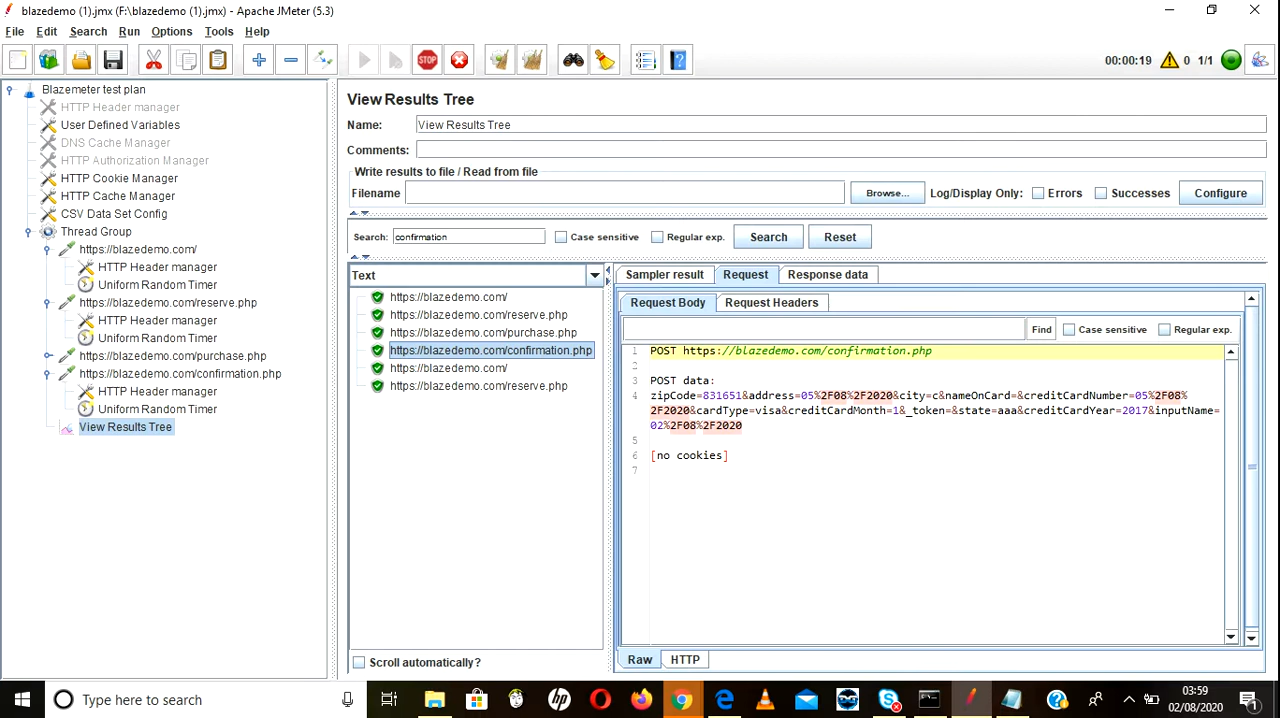 blazedemo (1).jmx (F:\blazedemo (1).jmx) - Apache JMeter (5.3)
File Edit Search Run Options Tools Help
STOP
00:00:19 0 1/1
Blazemeter test plan
HTTP Header manager
User Defined Variables
DNS Cache Manager
HTTP Authorization Manager
HTTP Cookie Manager
HTTP Cache Manager
CSV Data Set Config
Thread Group
https://blazedemo.com/
HTTP Header manager
Uniform Random Timer
https://blazedemo.com/reserve.php
HTTP Header manager
Uniform Random Timer
https://blazedemo.com/purchase.php
https://blazedemo.com/confirmation.php
HTTP Header manager
Uniform Random Timer
View Results Tree
View Results Tree
Name: View Results Tree
Comments:
Write results to file / Read from file
Filename Browse... Log/Display Only: Errors Successes Configure
Search: confirmation Case sensitive Regular exp. Search Reset
Text
https://blazedemo.com/
https://blazedemo.com/reserve.php
https://blazedemo.com/purchase.php
https://blazedemo.com/confirmation.php
https://blazedemo.com/
https://blazedemo.com/reserve.php
Scroll automatically?
Sampler result Request Response data
Request Body Request Headers
Find Case sensitive Regular exp.
1 POST https://blazedemo.com/confirmation.php
2
3 POST data:
4 zipCode=831651&address=05%2F08%2F2020&city=c&nameOnCard=&creditCardNumber=05%2F08%
2F2020&cardType=visa&creditCardMonth=1&_token=&state=aaa&creditCardYear=2017&inputName=
02%2F08%2F2020
5
6 [no cookies]
7
Raw HTTP
Type here to search
03:59
02/08/2020
1